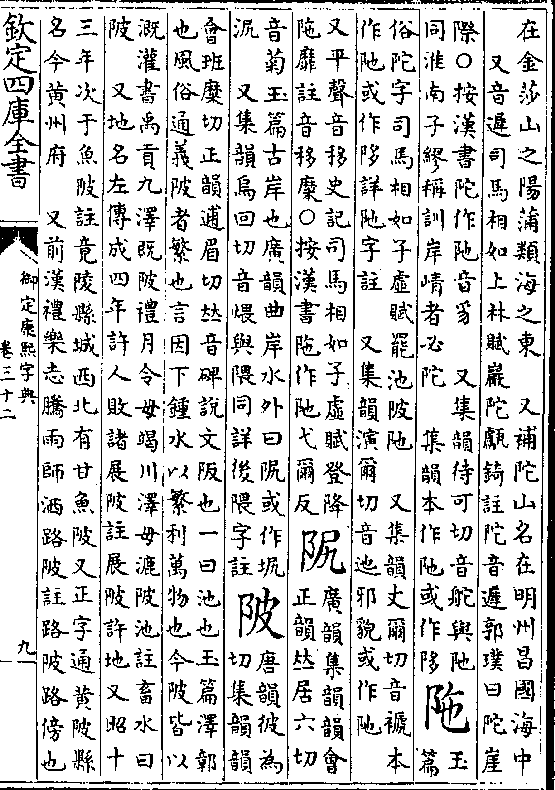 在金莎山之陽蒲類海之東　又補陀山名在明州昌國海中
又音遲司馬相如上林賦巖陀甗錡註陀音遲郭璞曰陀崖
際○按漢書陀作阤音豸　又集韻待可切音舵與阤
同淮南子繆稱訓岸崝者必陀　集韻本作阤或作陊
陁
玉
篇
俗陀字司馬相如子虛賦罷池陂阤　又集韻丈爾切音褫本
作阤或作陊詳阤字註　又集韻演爾切音迆邪貌或作阤
又平聲音移史記司馬相如子虛賦登降
陁靡註音移糜○按漢書陁作阤弋爾反
𨸰
廣韻集韻韻會
正韻𠀤居六切
音菊玉篇古岸也廣韻曲岸水外曰𨸰或作㘲
𨸰　又集韻烏回切音煨與隈同詳後隈字註
陂
唐韻彼為
切集韻韻
會班糜切正韻逋眉切𠀤音碑說文阪也一曰池也玉篇澤鄣
也風俗通義陂者繁也言因下鍾水以繁利萬物也今陂皆以
溉灌書禹貢九澤既陂禮月令毋竭川澤毋漉陂池註畜水曰
陂　又地名左傳成四年許人敗諸展陂註展陂許地又昭十
三年次于魚陂註竟陵縣城西北有甘魚陂又正字通黃陂縣
名今黃州府　又前漢禮樂志騰雨師洒路陂註路陂路傍也
欽定四庫全書
御定康熙字典
卷三十二
九